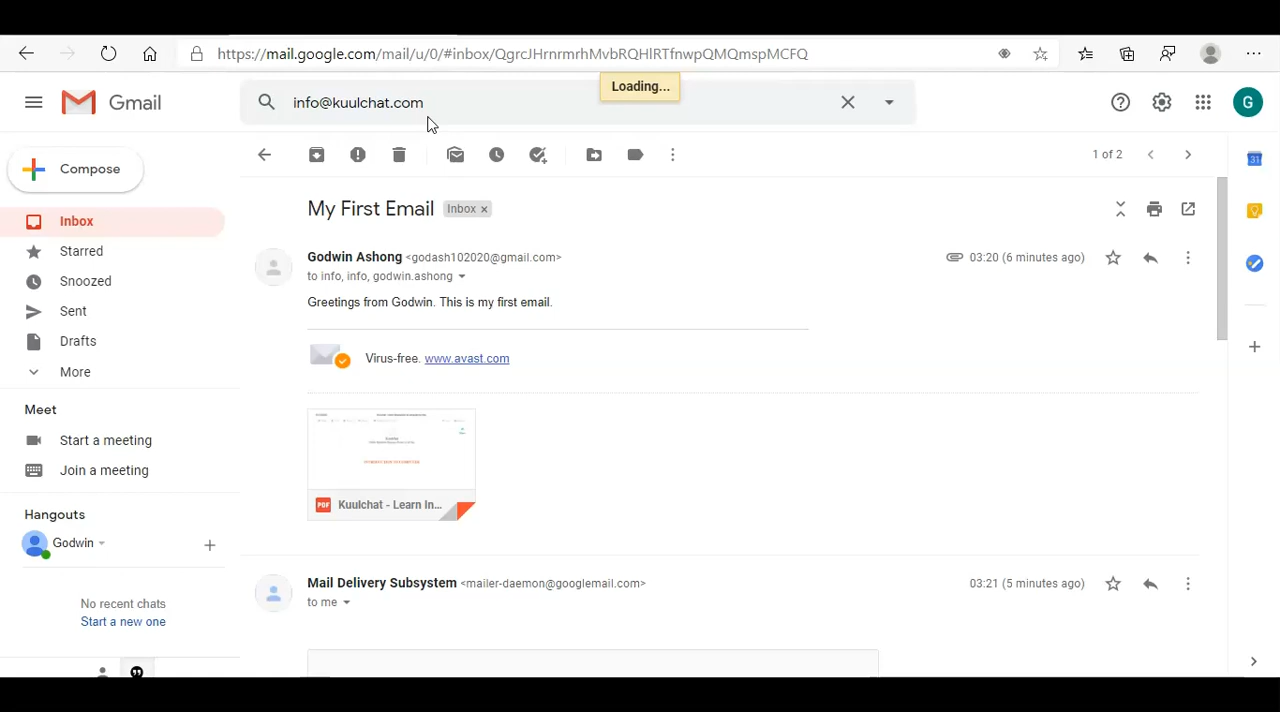 https://mail.google.com/mail/u/0/#inbox/QgrcJHrnrmrhMvbRQHlRTfnwpQMQmspMCFQ
Loading...
Gmail
info@kuulchat.com
G
Compose
1 of 2
31
Inbox
Starred
Snoozed
Sent
Drafts
More
Meet
Start a meeting
Join a meeting
Hangouts
Godwin
No recent chats
Start a new one
My First Email Inbox x
Godwin Ashong <godash102020@gmail.com> 03:20 (6 minutes ago)
to info, info, godwin.ashong
Greetings from Godwin. This is my first email.
Virus-free. www.avast.com
PDF Kuulchat - Learn In...
Mail Delivery Subsystem <mailer-daemon@googlemail.com> 03:21 (5 minutes ago)
to me